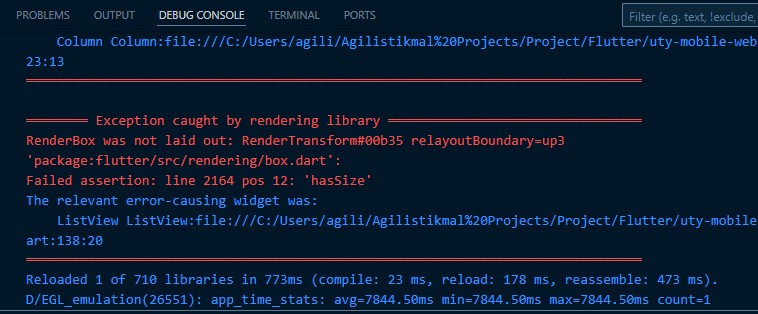 PROBLEMS OUTPUT DEBUG CONSOLE TERMINAL PORTS Filter (e.g. text, !exclude,
Column Column:file:///C:/Users/agili/Agilistikmal%20Projects/Project/Flutter/uty-mobile-web
23:13
════════════════════════════════════════════════════════════════════════════════
════════ Exception caught by rendering library ═════════════════════════════════
RenderBox was not laid out: RenderTransform#00b35 relayoutBoundary=up3
'package:flutter/src/rendering/box.dart':
Failed assertion: line 2164 pos 12: 'hasSize'
The relevant error-causing widget was:
ListView ListView:file:///C:/Users/agili/Agilistikmal%20Projects/Project/Flutter/uty-mobile
art:138:20
════════════════════════════════════════════════════════════════════════════════
Reloaded 1 of 710 libraries in 773ms (compile: 23 ms, reload: 178 ms, reassemble: 473 ms).
D/EGL_emulation(26551): app_time_stats: avg=7844.50ms min=7844.50ms max=7844.50ms count=1